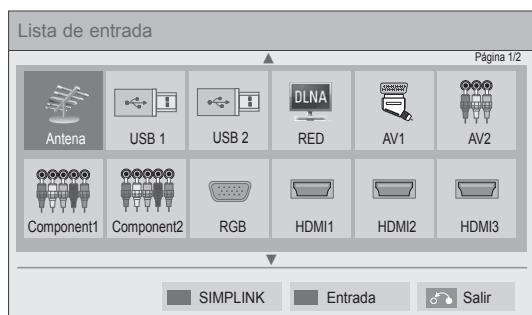 Lista de entrada
Página 1/2
Antena USB 1 USB 2 DLNA RED AV1 AV2
Component1 Component2 RGB HDMI1 HDMI2 HDMI3
SIMPLINK Entrada Salir